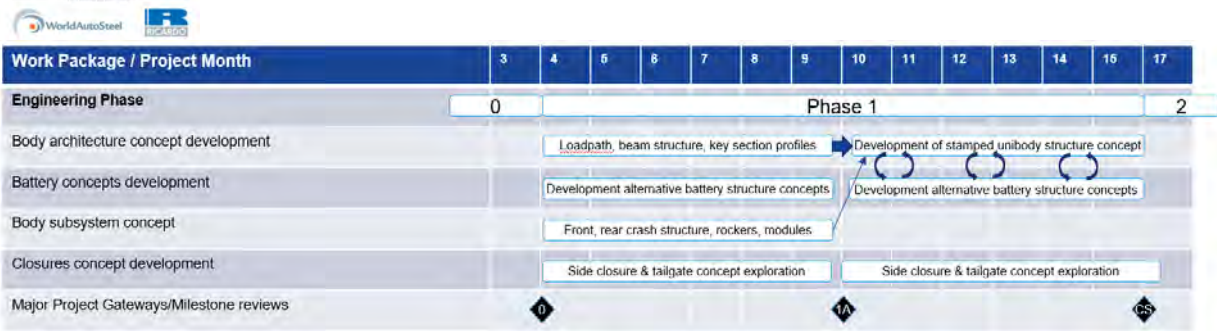 WorldAutoSteel
RICARDO
Work Package / Project Month 3 4 5 6 7 8 9 10 11 12 13 14 15 17
Engineering Phase 0 Phase 1 2
Body architecture concept development Loadpath, beam structure, key section profiles Development of stamped unibody structure concept
Battery concepts development Development alternative battery structure concepts Development alternative battery structure concepts
Body subsystem concept Front, rear crash structure, rockers, modules
Closures concept development Side closure & tailgate concept exploration Side closure & tailgate concept exploration
Major Project Gateways/Milestone reviews 0 1A CS